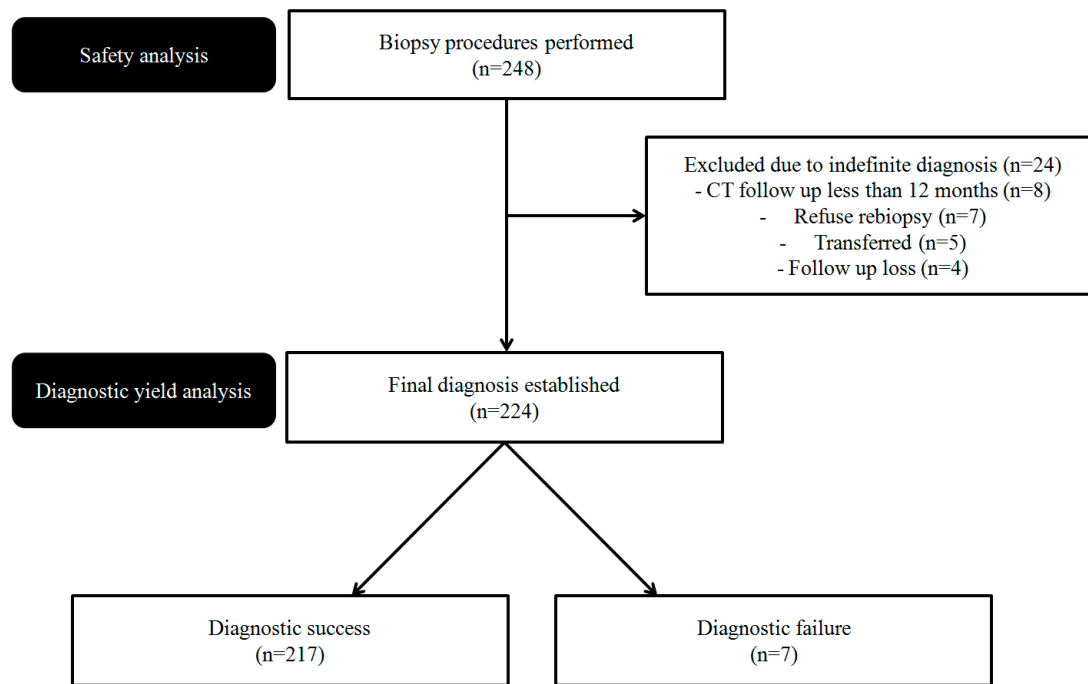 Safety analysis
Biopsy procedures performed
(n=248)
Excluded due to indefinite diagnosis (n=24)
- CT follow up less than 12 months (n=8)
- Refuse rebiopsy (n=7)
- Transferred (n=5)
- Follow up loss (n=4)
Diagnostic yield analysis
Final diagnosis established
(n=224)
Diagnostic success
(n=217)
Diagnostic failure
(n=7)